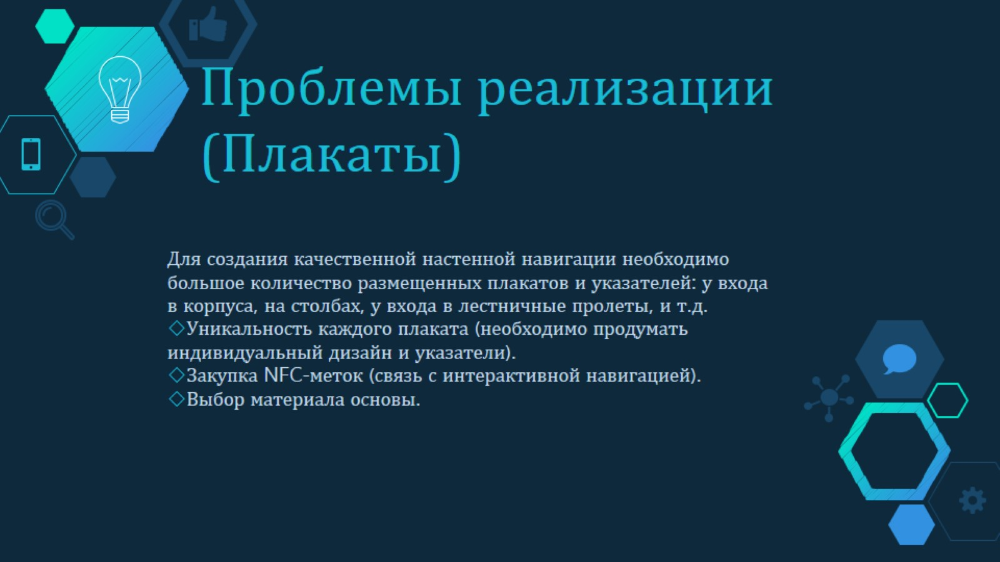 Проблемы реализации
(Плакаты)
Для создания качественной настенной навигации необходимо
большое количество размещенных плакатов и указателей: у входа
в корпуса, на столбах, у входа в лестничные пролеты, и т.д.
◇Уникальность каждого плаката (необходимо продумать
индивидуальный дизайн и указатели).
◇Закупка NFC-меток (связь с интерактивной навигацией).
◇Выбор материала основы.